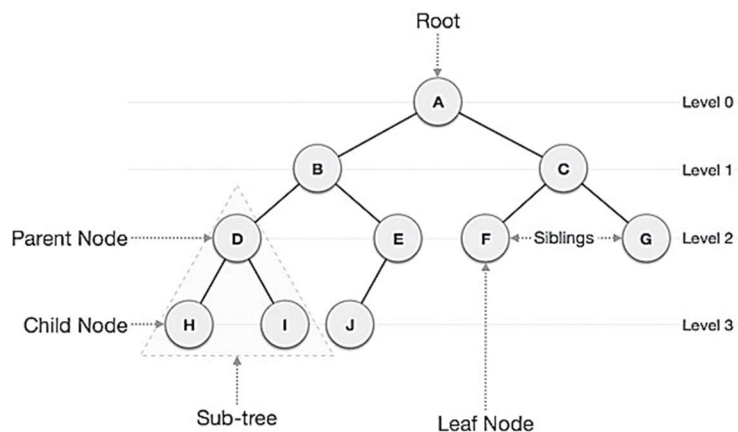 Root
A
Level 0
B
C
Level 1
Parent Node
D
E
F
Siblings
G
Level 2
Child Node
H
I
J
Level 3
Sub-tree
Leaf Node